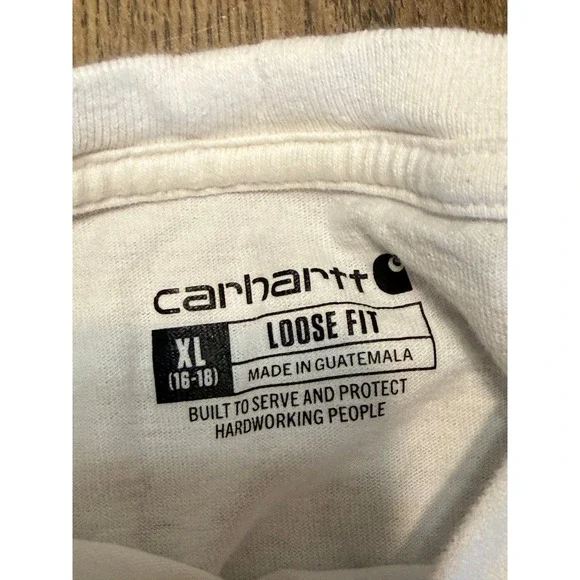 carhartt
XL
(16-18)
LOOSE FIT
MADE IN GUATEMALA
BUILT TO SERVE AND PROTECT
HARDWORKING PEOPLE